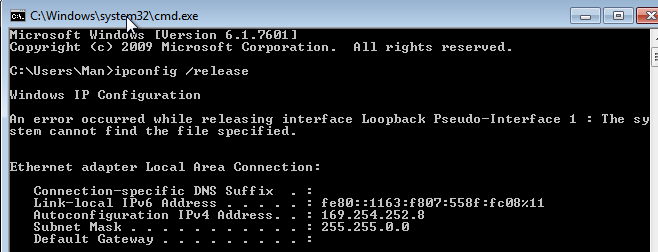 C:\Windows\system32\cmd.exe
Microsoft Windows [Version 6.1.7601]
Copyright (c) 2009 Microsoft Corporation.  All rights reserved.
C:\Users\Man>ipconfig /release
Windows IP Configuration
An error occurred while releasing interface Loopback Pseudo-Interface 1 : The sy
stem cannot find the file specified.
Ethernet adapter Local Area Connection:
   Connection-specific DNS Suffix  . :
   Link-local IPv6 Address . . . . . : fe80::1163:f807:558f:fc08%11
   Autoconfiguration IPv4 Address. . : 169.254.252.8
   Subnet Mask . . . . . . . . . . . : 255.255.0.0
   Default Gateway . . . . . . . . . :